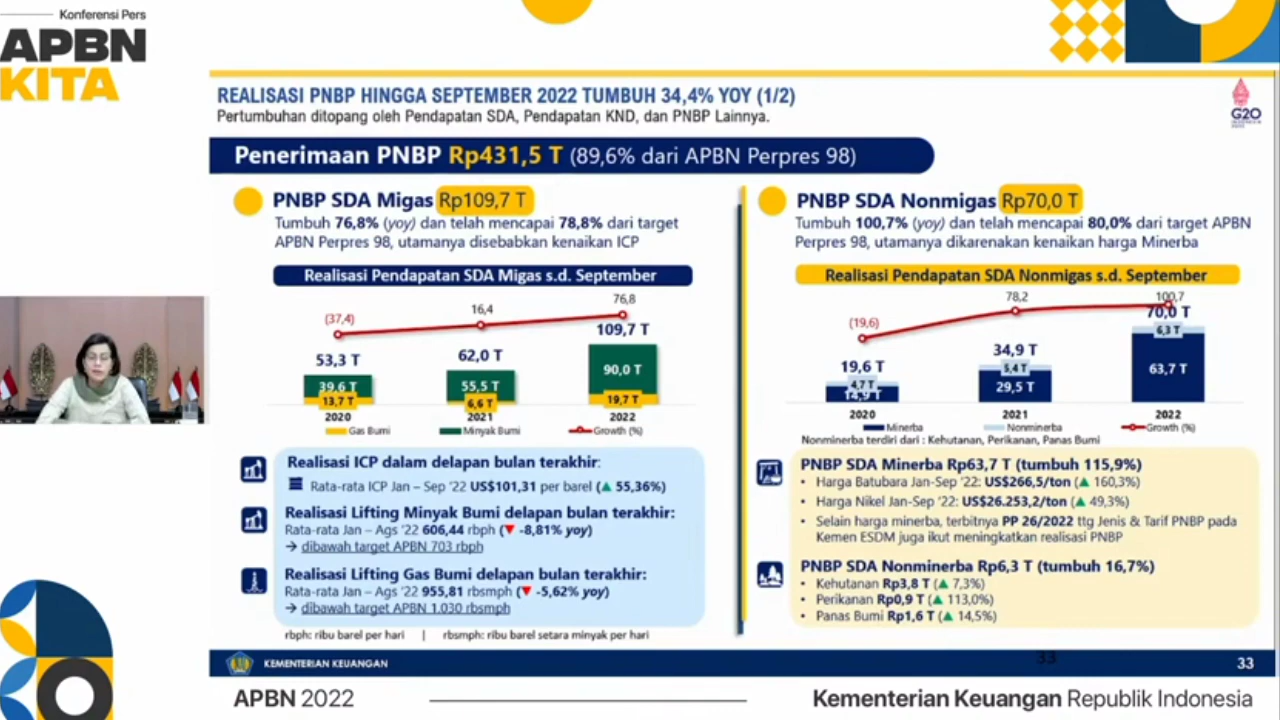 Konferensi Pers
APBN
KITA
REALISASI PNBP HINGGA SEPTEMBER 2022 TUMBUH 34,4% YOY (1/2)
Pertumbuhan ditopang oleh Pendapatan SDA, Pendapatan KND, dan PNBP Lainnya.
G20
Penerimaan PNBP Rp431,5 T (89,6% dari APBN Perpres 98)
PNBP SDA Migas Rp109,7 T
Tumbuh 76,8% (yoy) dan telah mencapai 78,8% dari target
APBN Perpres 98, utamanya disebabkan kenaikan ICP
Realisasi Pendapatan SDA Migas s.d. September
(37,4)
16,4
76,8
53,3 T
62,0 T
109,7 T
39,6 T
55,5 T
90,0 T
13,7 T
6,6 T
19,7 T
2020
2021
2022
Gas Bumi
Minyak Bumi
Growth (%)
Realisasi ICP dalam delapan bulan terakhir:
Rata-rata ICP Jan – Sep '22 US$101,31 per barel (▲ 55,36%)
Realisasi Lifting Minyak Bumi delapan bulan terakhir:
Rata-rata Jan – Ags '22 606,44 rbph (▼ -8,81% yoy)
→ dibawah target APBN 703 rbph
Realisasi Lifting Gas Bumi delapan bulan terakhir:
Rata-rata Jan – Ags '22 955,81 rbsmph (▼ -5,62% yoy)
→ dibawah target APBN 1.030 rbsmph
rbph: ribu barel per hari | rbsmph: ribu barel setara minyak per hari
PNBP SDA Nonmigas Rp70,0 T
Tumbuh 100,7% (yoy) dan telah mencapai 80,0% dari target APBN
Perpres 98, utamanya dikarenakan kenaikan harga Minerba
Realisasi Pendapatan SDA Nonmigas s.d. September
(19,6)
78,2
100,7
19,6 T
34,9 T
70,0 T
4,7 T
5,4 T
6,3 T
14,9 T
29,5 T
63,7 T
2020
2021
2022
Minerba
Nonminerba
Growth (%)
Nonminerba terdiri dari : Kehutanan, Perikanan, Panas Bumi
PNBP SDA Minerba Rp63,7 T (tumbuh 115,9%)
• Harga Batubara Jan-Sep '22: US$266,5/ton (▲ 160,3%)
• Harga Nikel Jan-Sep '22: US$26.253,2/ton (▲ 49,3%)
• Selain harga minerba, terbitnya PP 26/2022 ttg Jenis & Tarif PNBP pada
Kemen ESDM juga ikut meningkatkan realisasi PNBP
PNBP SDA Nonminerba Rp6,3 T (tumbuh 16,7%)
• Kehutanan Rp3,8 T (▲ 7,3%)
• Perikanan Rp0,9 T (▲ 113,0%)
• Panas Bumi Rp1,6 T (▲ 14,5%)
KEMENTERIAN KEUANGAN
33
33
APBN 2022
Kementerian Keuangan Republik Indonesia